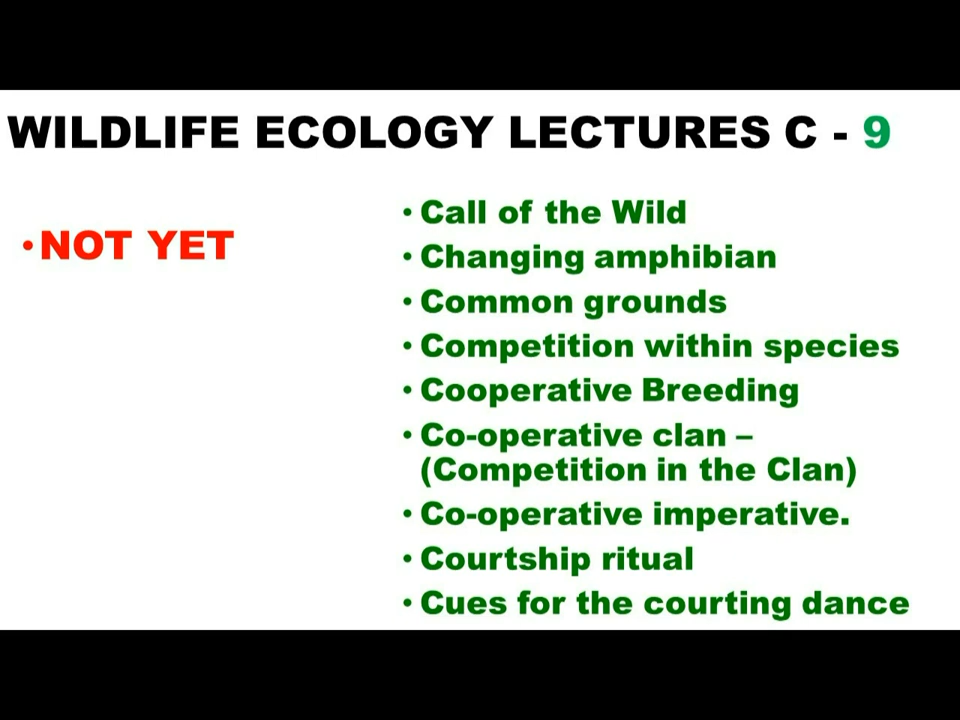 WILDLIFE ECOLOGY LECTURES C - 9
• NOT YET
• Call of the Wild
• Changing amphibian
• Common grounds
• Competition within species
• Cooperative Breeding
• Co-operative clan –
(Competition in the Clan)
• Co-operative imperative.
• Courtship ritual
• Cues for the courting dance